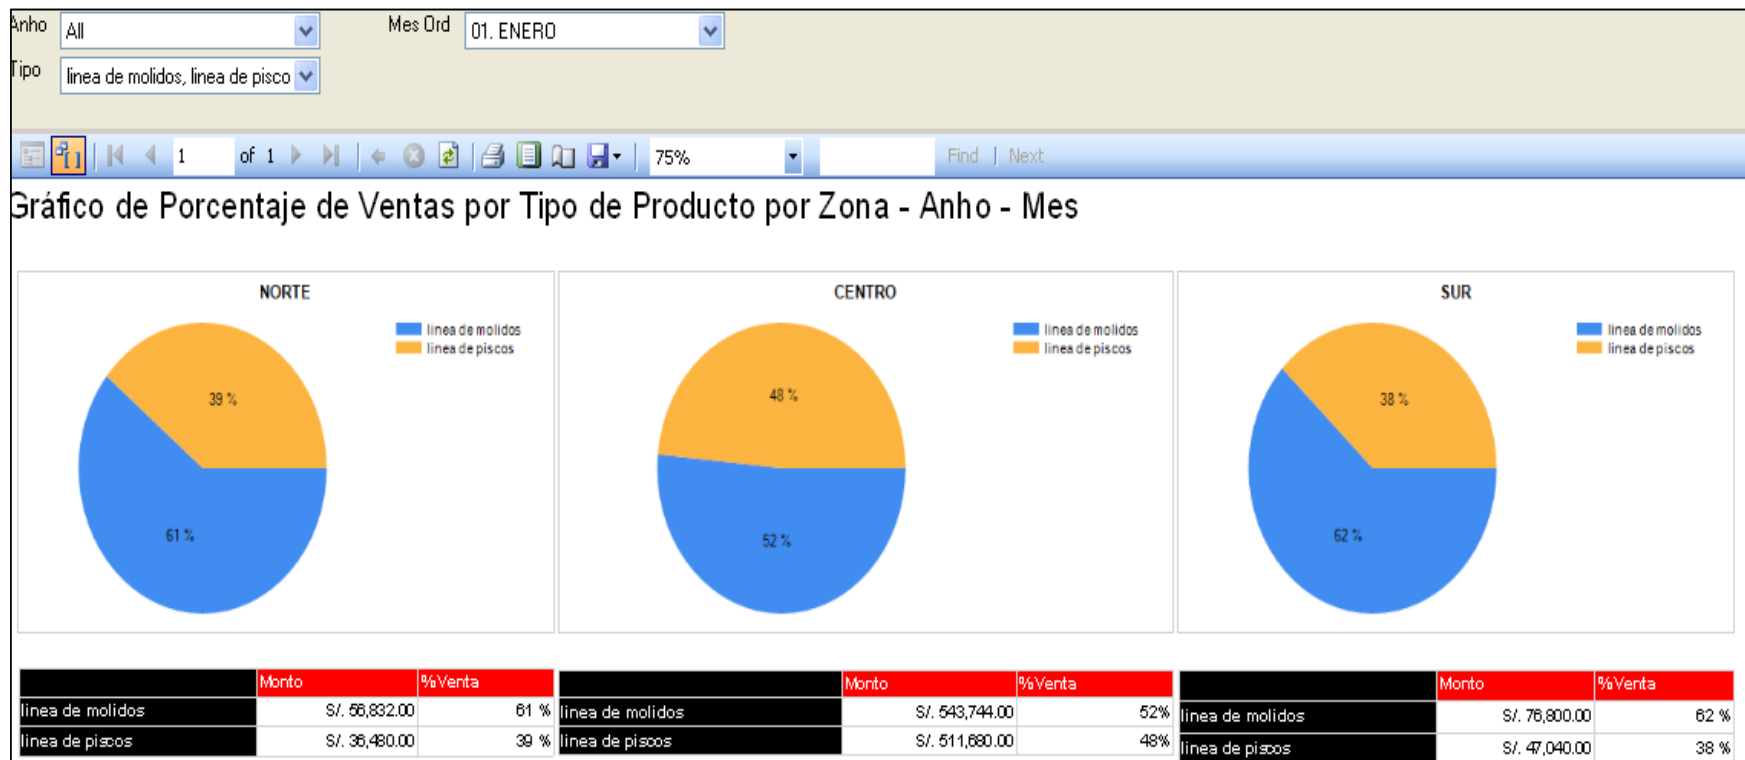 Anho All Mes Ord 01. ENERO
Tipo linea de molidos, linea de pisco
1 of 1 75% Find | Next
Gráfico de Porcentaje de Ventas por Tipo de Producto por Zona - Anho - Mes
NORTE
linea de molidos
linea de piscos
39 %
61 %
CENTRO
linea de molidos
linea de piscos
48 %
52 %
SUR
linea de molidos
linea de piscos
38 %
62 %
Monto %Venta
linea de molidos S/. 56,832.00 61 %
linea de piscos S/. 36,480.00 39 %
Monto %Venta
linea de molidos S/. 543,744.00 52%
linea de piscos S/. 511,680.00 48%
Monto %Venta
linea de molidos S/. 76,800.00 62 %
linea de piscos S/. 47,040.00 38 %